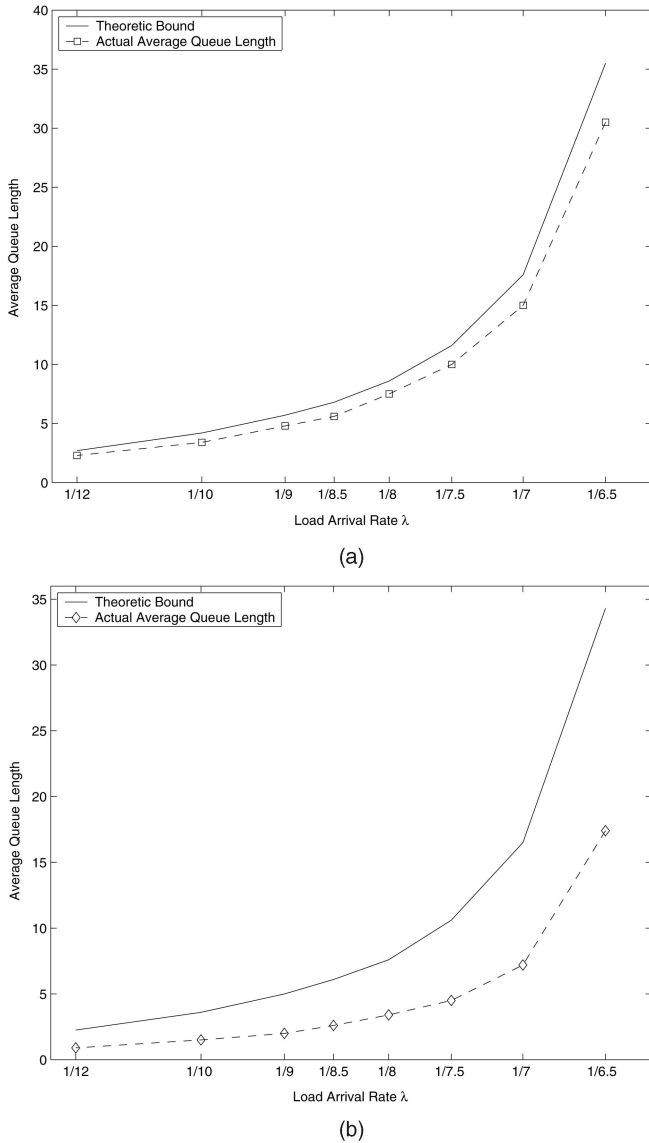 40
35
30
25
20
15
10
5
0
Theoretic Bound
Actual Average Queue Length
Average Queue Length
1/12 1/10 1/9 1/8.5 1/8 1/7.5 1/7 1/6.5
Load Arrival Rate λ
(a)
35
30
25
20
15
10
5
0
Theoretic Bound
Actual Average Queue Length
Average Queue Length
1/12 1/10 1/9 1/8.5 1/8 1/7.5 1/7 1/6.5
Load Arrival Rate λ
(b)